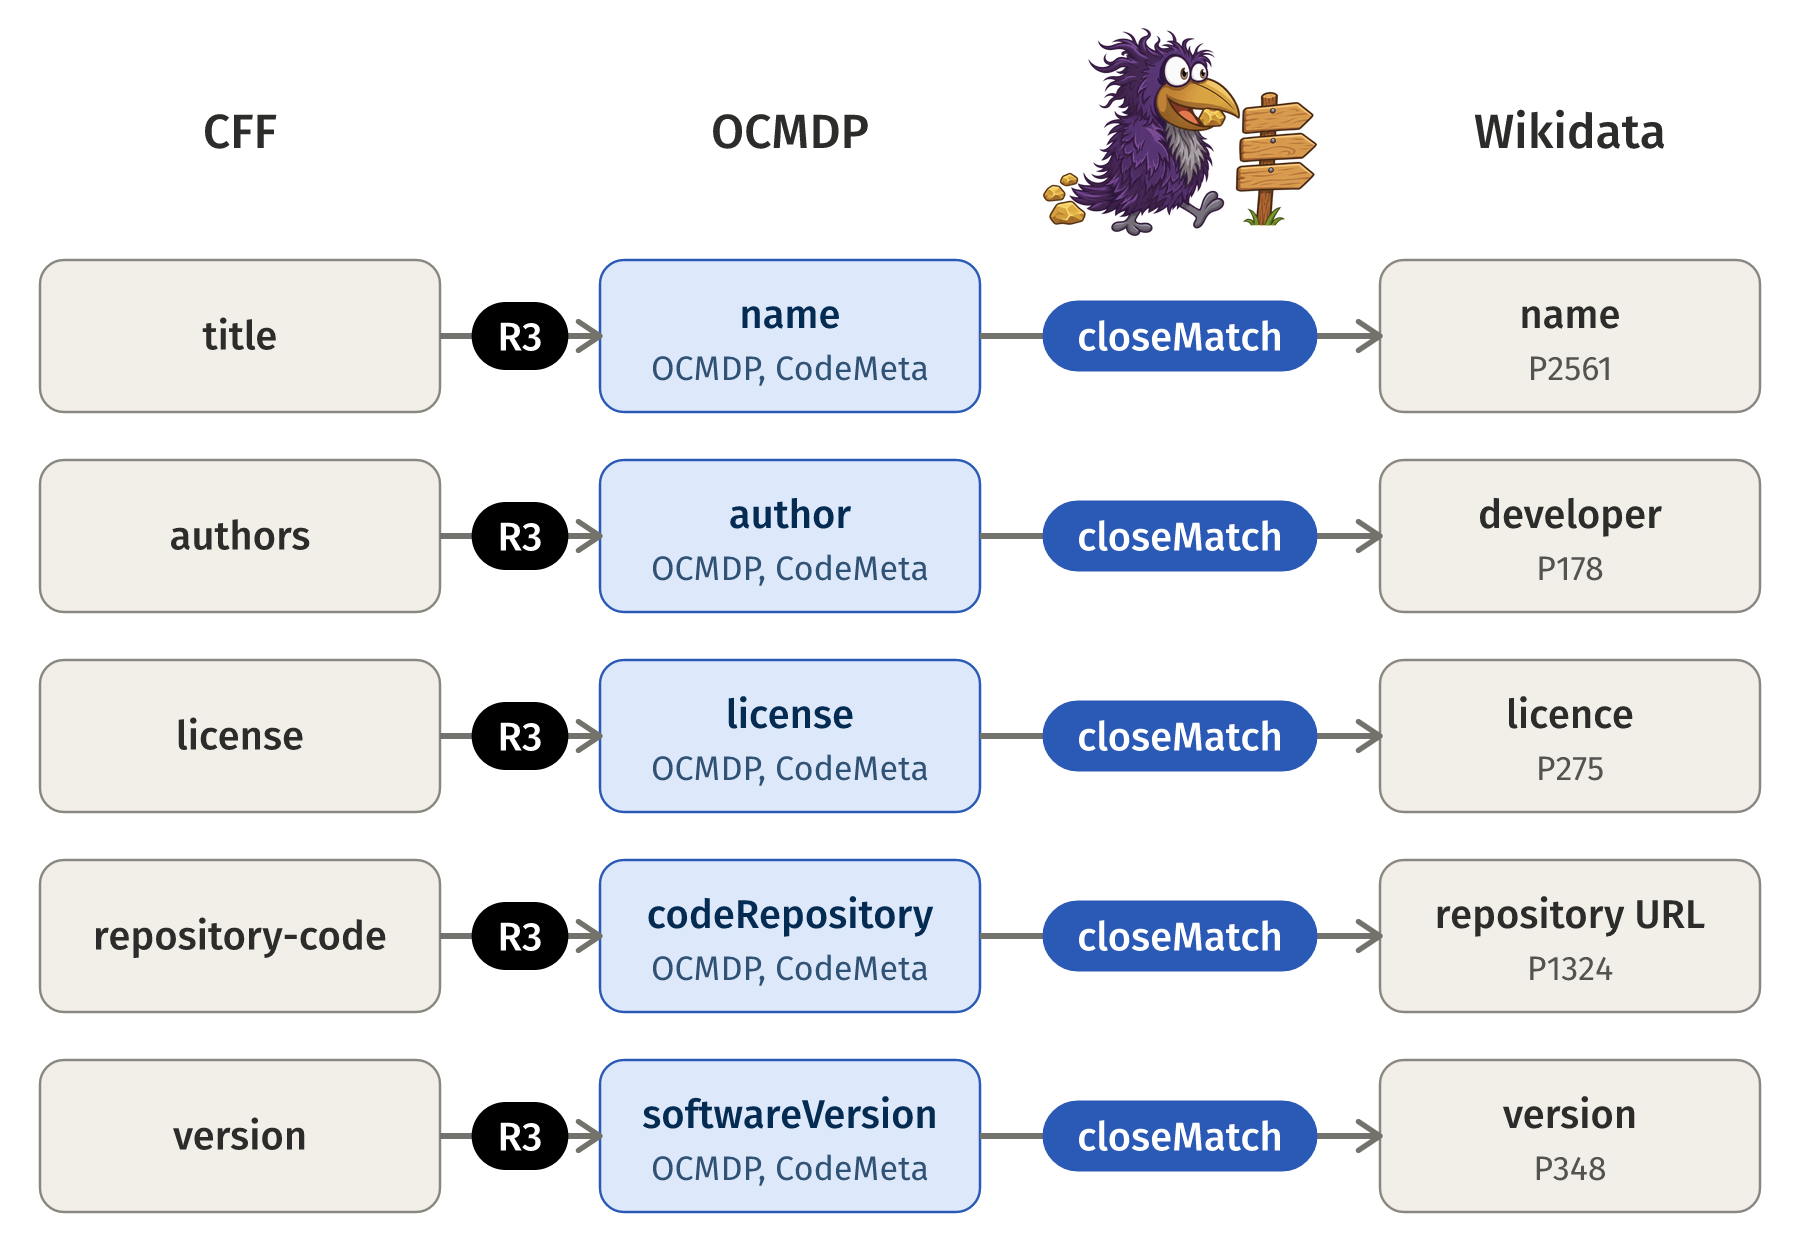 CFF
OCMDP
Wikidata
title
R3
name
OCMDP, CodeMeta
closeMatch
name
P2561
authors
R3
author
OCMDP, CodeMeta
closeMatch
developer
P178
license
R3
license
OCMDP, CodeMeta
closeMatch
licence
P275
repository-code
R3
codeRepository
OCMDP, CodeMeta
closeMatch
repository URL
P1324
version
R3
softwareVersion
OCMDP, CodeMeta
closeMatch
version
P348